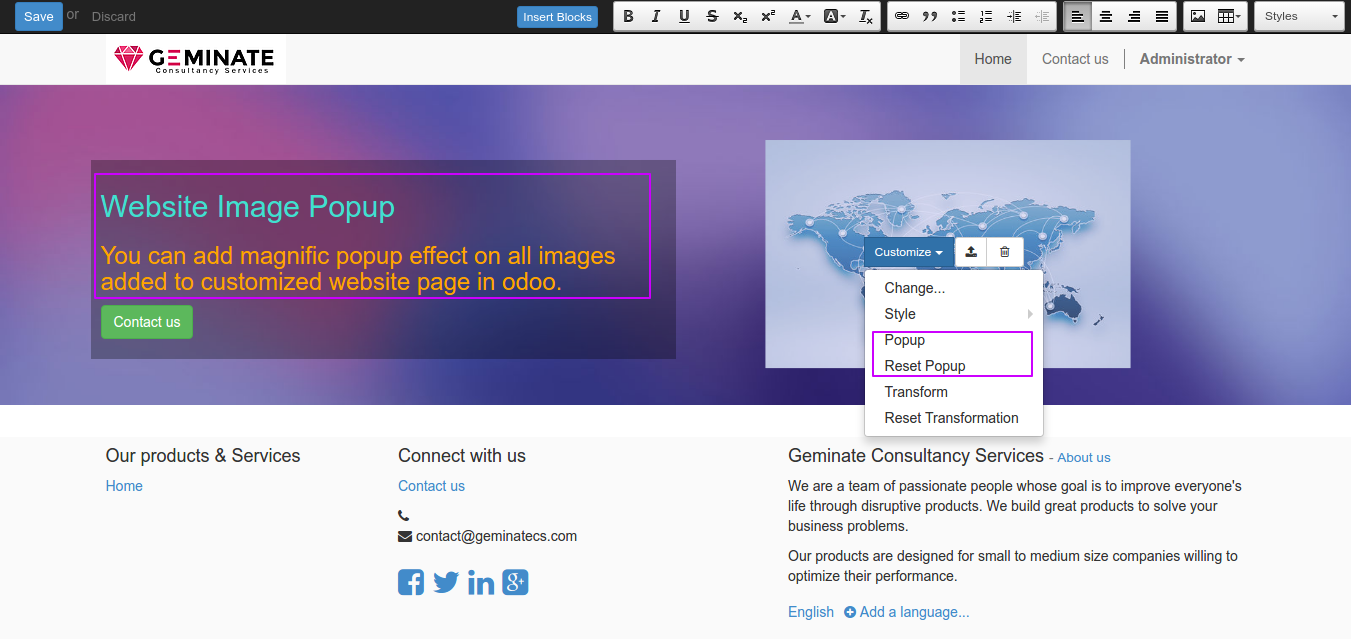 Save or Discard Insert Blocks B I U S X₂ X² A A Tx Styles
GEMINATE
Consultancy Services
Home Contact us Administrator
Website Image Popup
You can add magnific popup effect on all images
added to customized website page in odoo.
Contact us
Customize
Change...
Style
Popup
Reset Popup
Transform
Reset Transformation
Our products & Services
Home
Connect with us
Contact us
contact@geminatecs.com
Geminate Consultancy Services - About us
We are a team of passionate people whose goal is to improve everyone's
life through disruptive products. We build great products to solve your
business problems.
Our products are designed for small to medium size companies willing to
optimize their performance.
English Add a language...